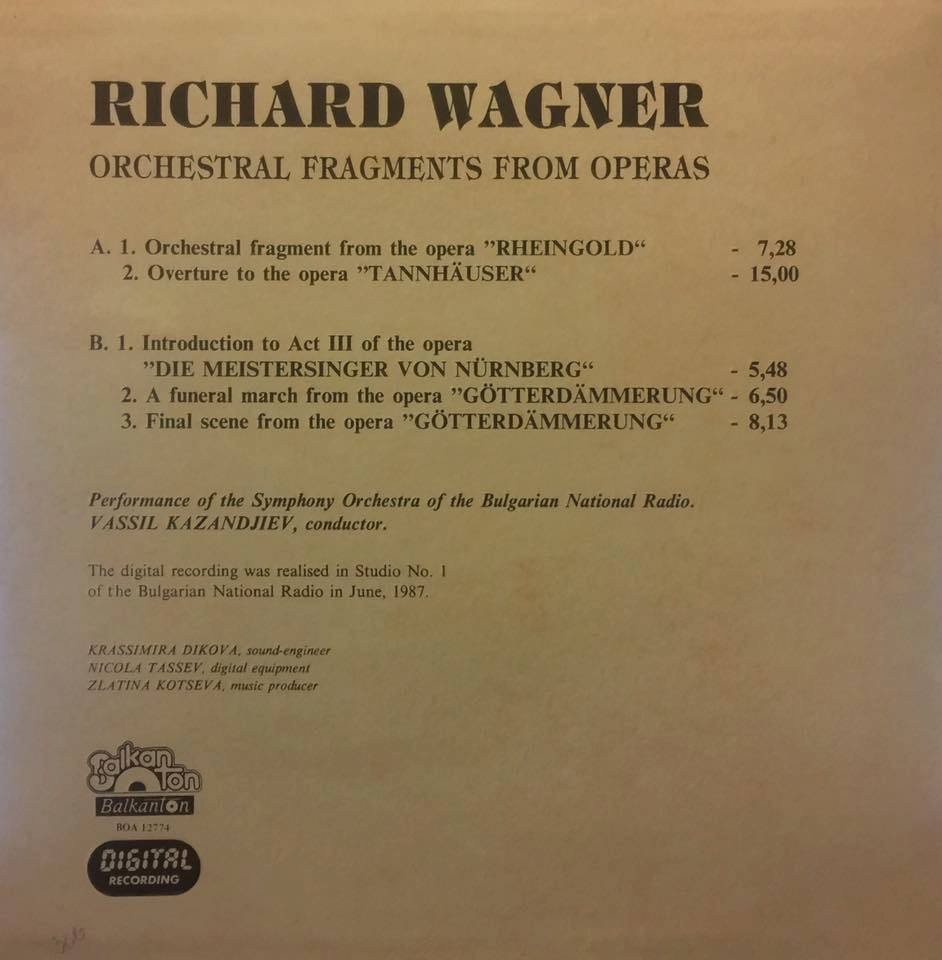 RICHARD WAGNER
ORCHESTRAL FRAGMENTS FROM OPERAS
A. 1. Orchestral fragment from the opera ”RHEINGOLD“ - 7,28
2. Overture to the opera ”TANNHÄUSER“ - 15,00
B. 1. Introduction to Act III of the opera
”DIE MEISTERSINGER VON NÜRNBERG“ - 5,48
2. A funeral march from the opera ”GÖTTERDÄMMERUNG“ - 6,50
3. Final scene from the opera ”GÖTTERDÄMMERUNG“ - 8,13
Performance of the Symphony Orchestra of the Bulgarian National Radio.
VASSIL KAZANDJIEV, conductor.
The digital recording was realised in Studio No. 1
of the Bulgarian National Radio in June, 1987.
KRASSIMIRA DIKOVA, sound-engineer
NICOLA TASSEV, digital equipment
ZLATINA KOTSEVA, music producer
Balkan
Ton
Balkanton
BOA 12774
DIGITAL
RECORDING